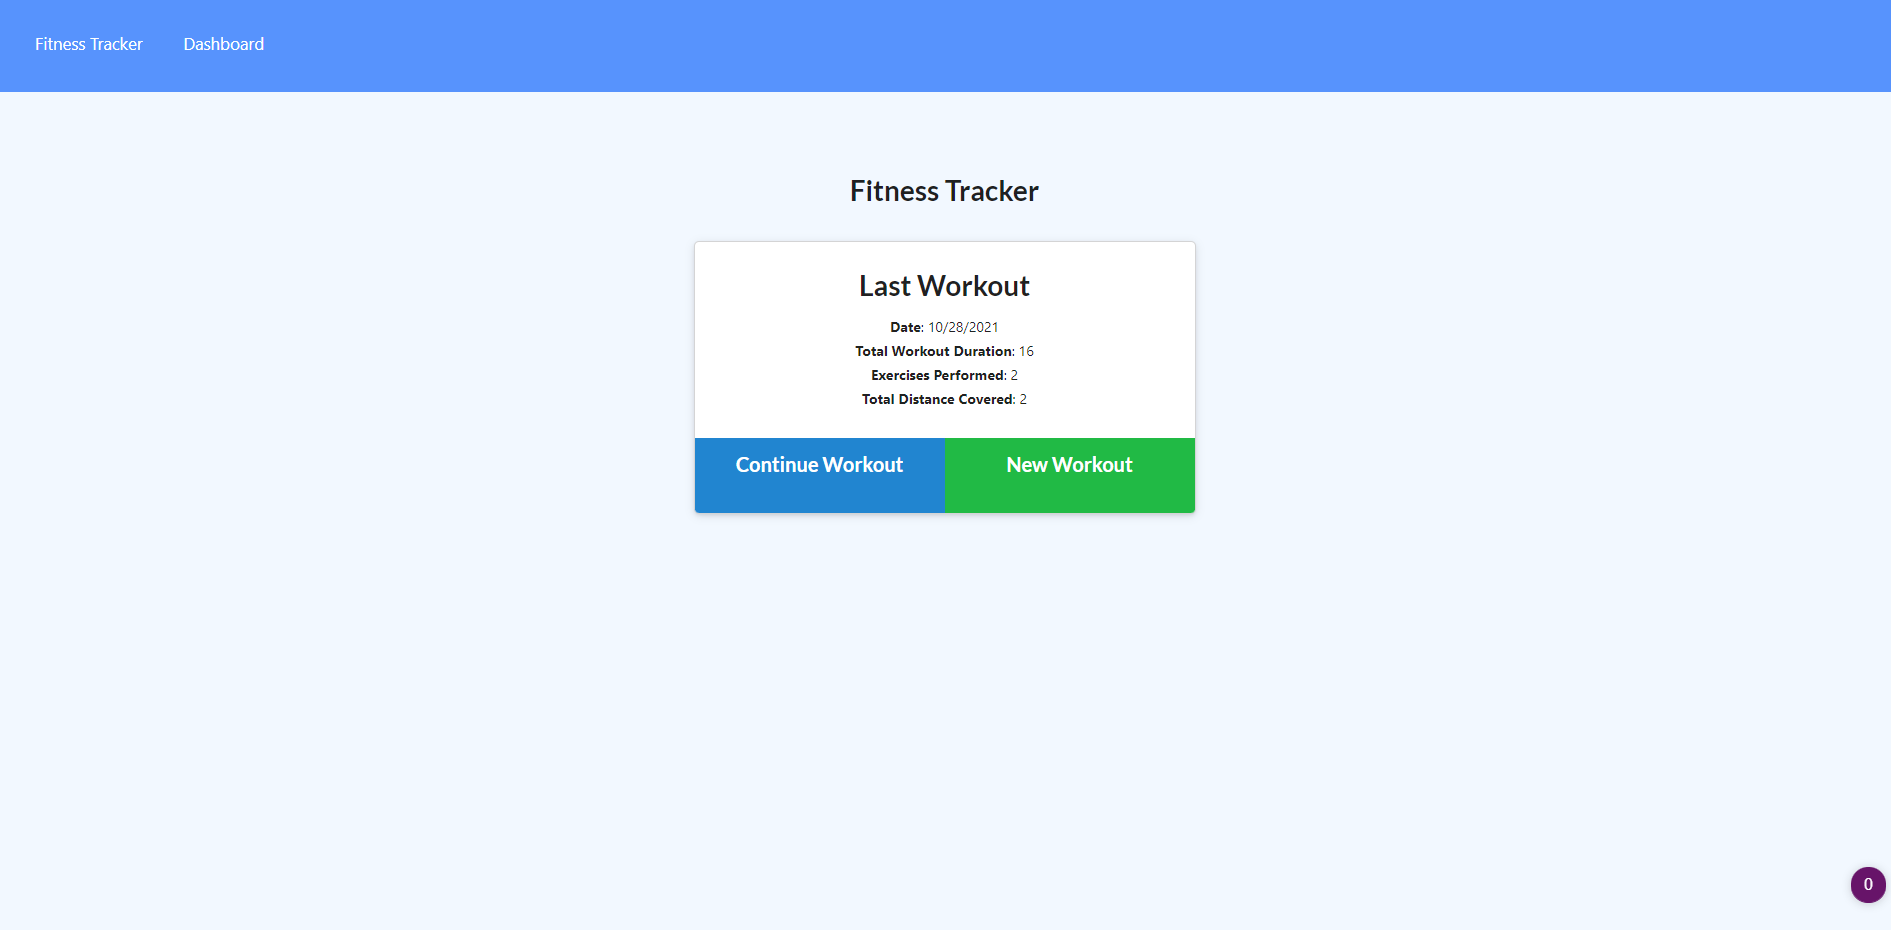 Fitness Tracker Dashboard
Fitness Tracker
Last Workout
Date: 10/28/2021
Total Workout Duration: 16
Exercises Performed: 2
Total Distance Covered: 2
Continue Workout New Workout
0